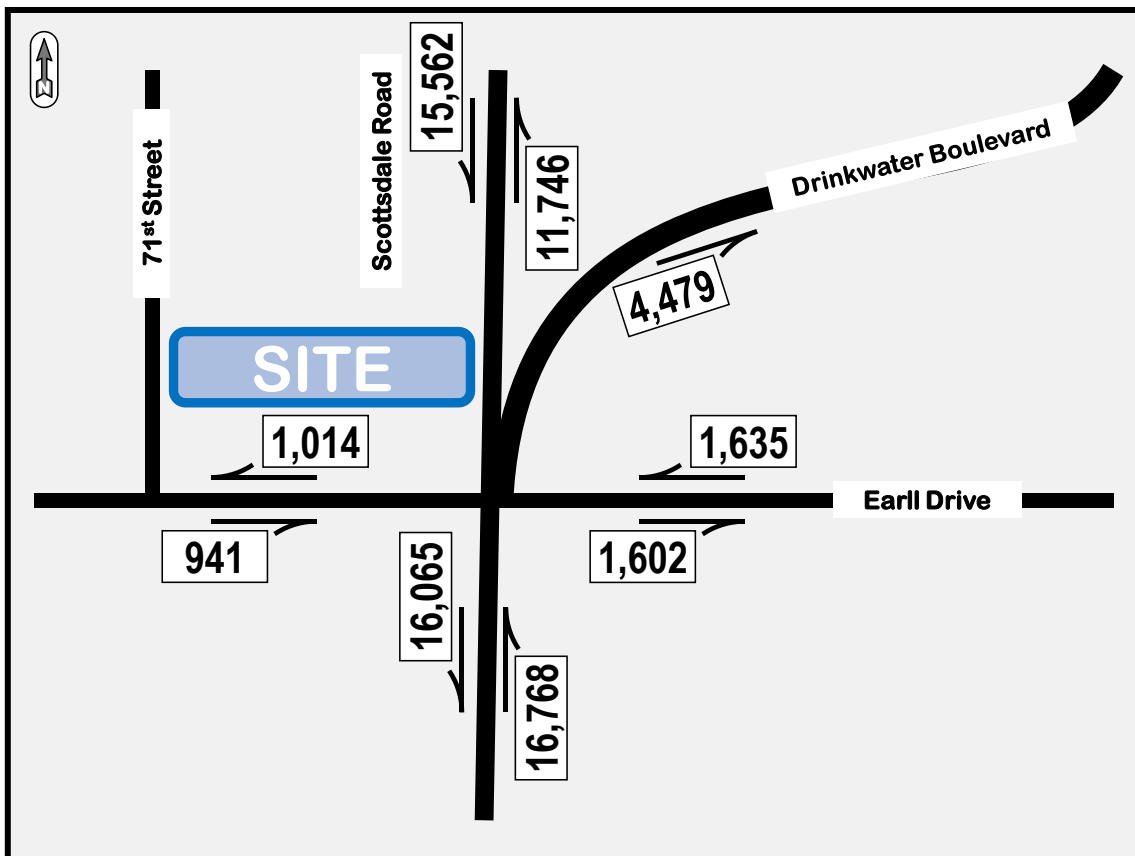 N
15,562
Scottsdale Road
71st Street
11,746
Drinkwater Boulevard
4,479
SITE
1,014
1,635
Earll Drive
941
1,602
16,065
16,768